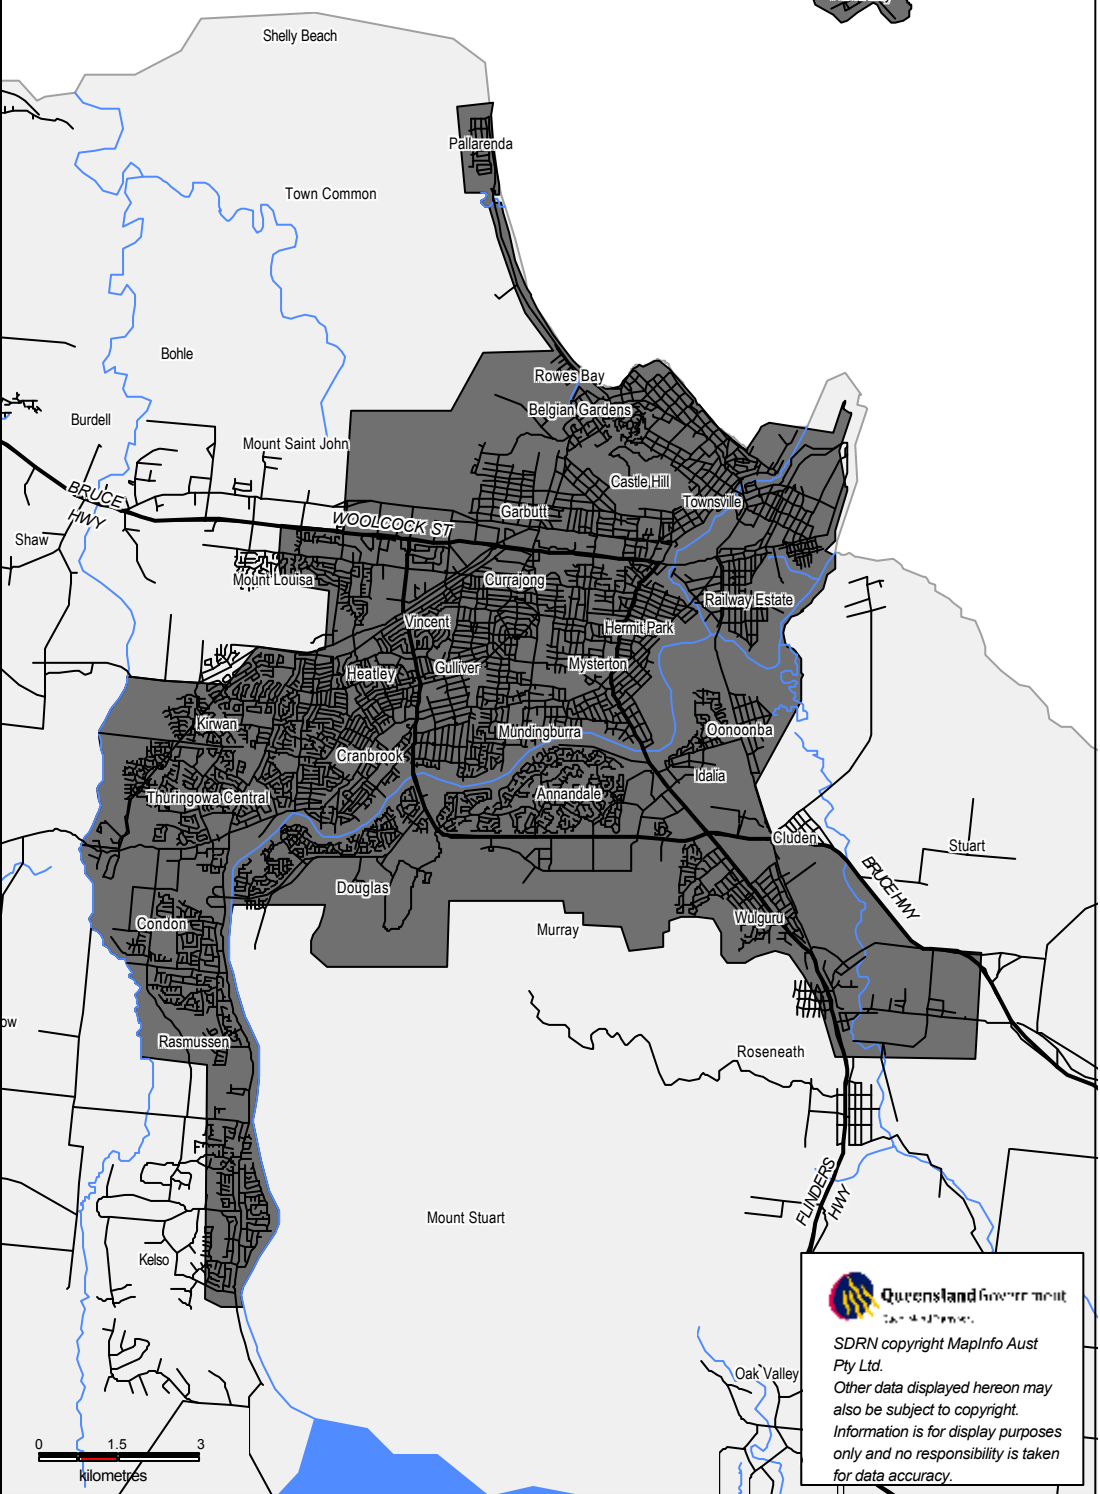 Shelly Beach
Pallarenda
Town Common
Bohle
Rowes Bay
Burdell
Belgian Gardens
Mount Saint John
Castle Hill
BRUCE
HWY
Townsville
Garbutt
WOOLCOCK ST
Shaw
Mount Louisa
Currajong
Railway Estate
Vincent
Hermit Park
Heatley
Gulliver
Mysterton
Kirwan
Mundingburra
Oonoonba
Cranbrook
Idalia
Thuringowa Central
Annandale
Cluden
Stuart
BRUCE HWY
Douglas
Condon
Murray
Wulguru
ow
Rasmussen
Roseneath
FLINDERS
HWY
Mount Stuart
Kelso
Oak Valley
Queensland Government
SDRN copyright MapInfo Aust
Pty Ltd.
Other data displayed hereon may
also be subject to copyright.
Information is for display purposes
only and no responsibility is taken
for data accuracy.
0 1.5 3
kilometres